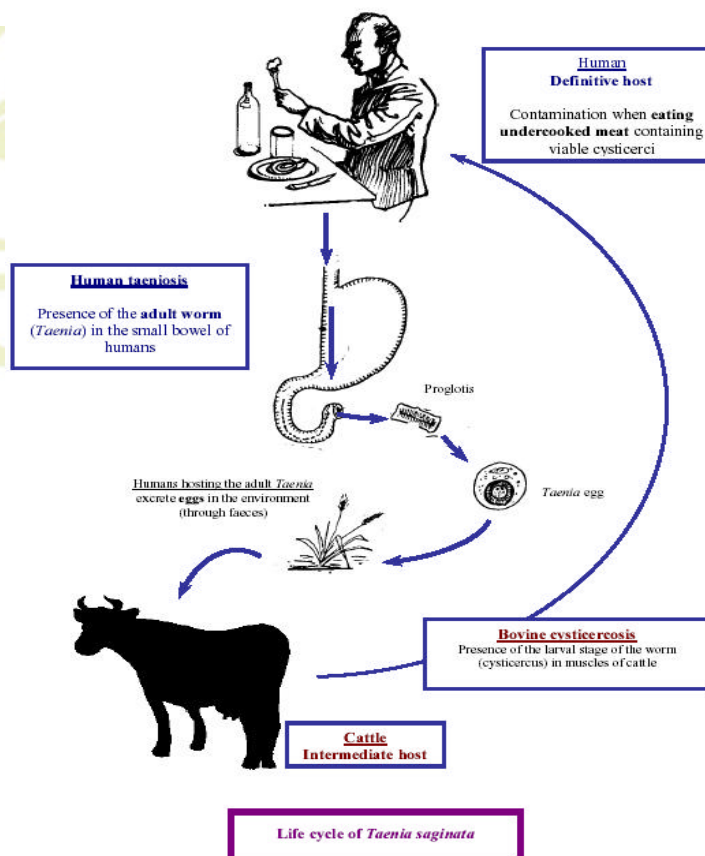 Human
Definitive host
Contamination when eating
undercooked meat containing
viable cysticerci
Human taeniosis
Presence of the adult worm
(Taenia) in the small bowel of
humans
Proglotis
Taenia egg
Humans hosting the adult Taenia
excrete eggs in the environment
(through faeces)
Bovine cysticercosis
Presence of the larval stage of the worm
(cysticercus) in muscles of cattle
Cattle
Intermediate host
Life cycle of Taenia saginata